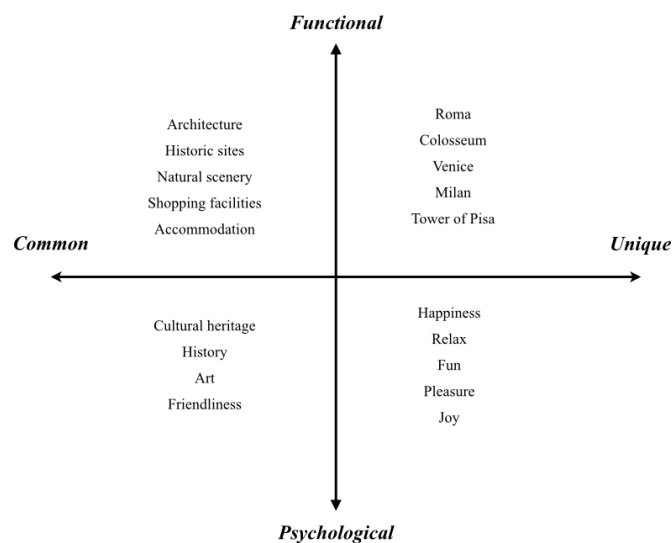 Functional
Architecture
Historic sites
Natural scenery
Shopping facilities
Accommodation
Roma
Colosseum
Venice
Milan
Tower of Pisa
Common
Unique
Cultural heritage
History
Art
Friendliness
Happiness
Relax
Fun
Pleasure
Joy
Psychological